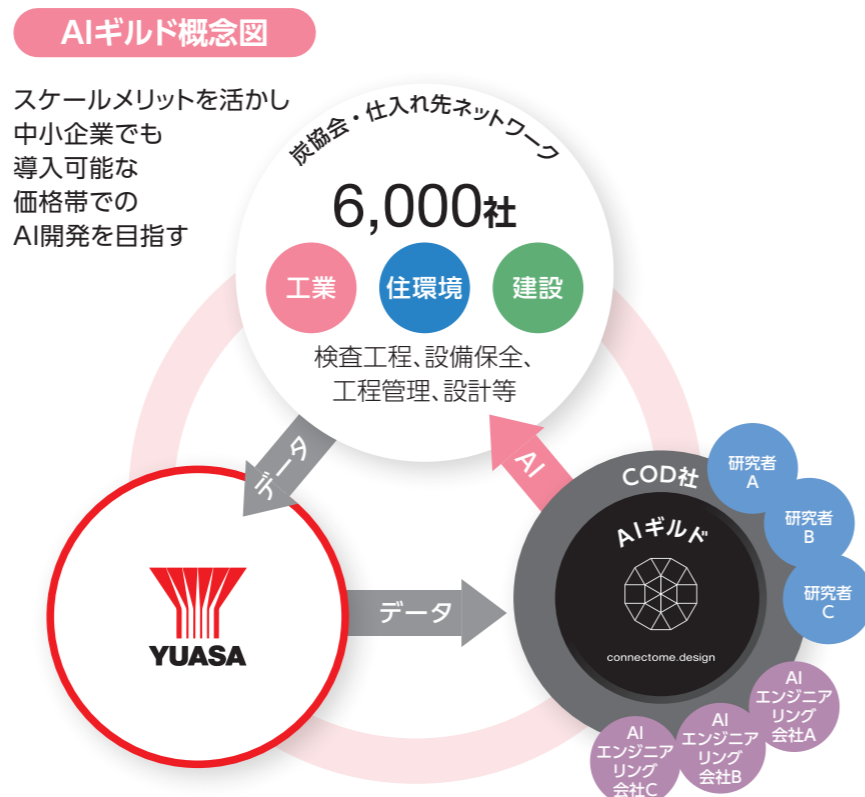 AIギルド概念図
スケールメリットを活かし
中小企業でも
導入可能な
価格帯での
AI開発を目指す
炭協会・仕入れ先ネットワーク
6,000社
工業
住環境
建設
検査工程、設備保全、
工程管理、設計等
データ
AI
YUASA
データ
COD社
AIギルド
connectome.design
研究者
A
研究者
B
研究者
C
AI
エンジニア
リング
会社A
AI
エンジニア
リング
会社B
AI
エンジニア
リング
会社C